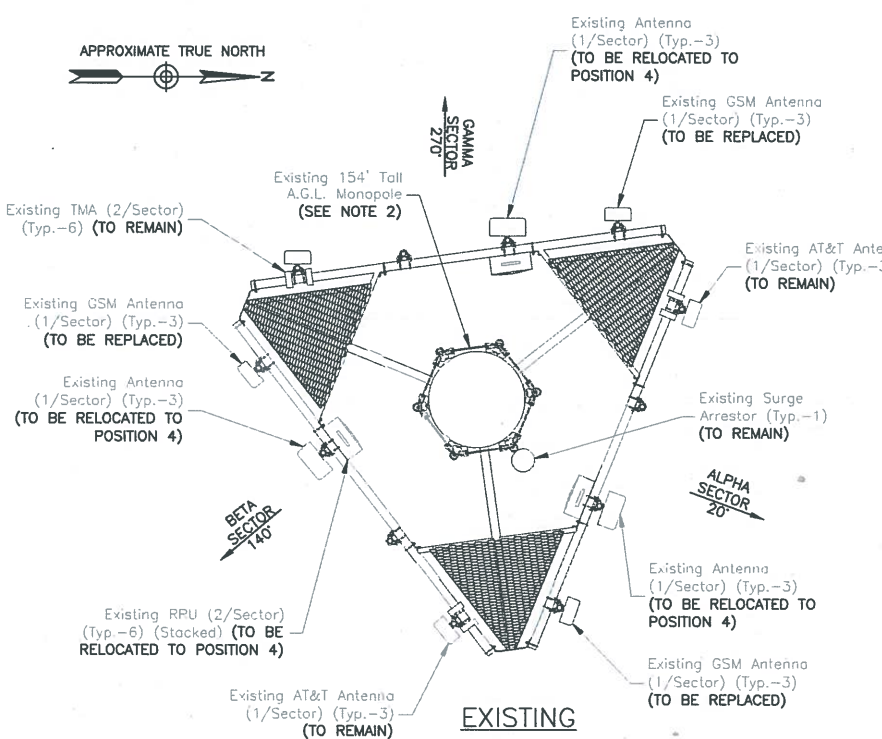 APPROXIMATE TRUE NORTH
N
Existing Antenna
(1/Sector) (Typ.-3)
(TO BE RELOCATED TO
POSITION 4)
Existing GSM Antenna
(1/Sector) (Typ.-3)
(TO BE REPLACED)
GAMMA
SECTOR
270°
Existing 154' Tall
A.G.L. Monopole
(SEE NOTE 2)
Existing TMA (2/Sector)
(Typ.-6) (TO REMAIN)
Existing AT&T Ante
(1/Sector) (Typ.-3
(TO REMAIN)
Existing GSM Antenna
(1/Sector) (Typ.-3)
(TO BE REPLACED)
Existing Antenna
(1/Sector) (Typ.-3)
(TO BE RELOCATED TO
POSITION 4)
Existing Surge
Arrestor (Typ.-1)
(TO REMAIN)
ALPHA
SECTOR
20°
BETA
SECTOR
140°
Existing Antenna
(1/Sector) (Typ.-3)
(TO BE RELOCATED TO
POSITION 4)
Existing RRU (2/Sector)
(Typ.-6) (Stacked) (TO BE
RELOCATED TO POSITION 4)
Existing GSM Antenna
(1/Sector) (Typ.-3)
(TO BE REPLACED)
Existing AT&T Antenna
(1/Sector) (Typ.-3)
(TO REMAIN)
EXISTING